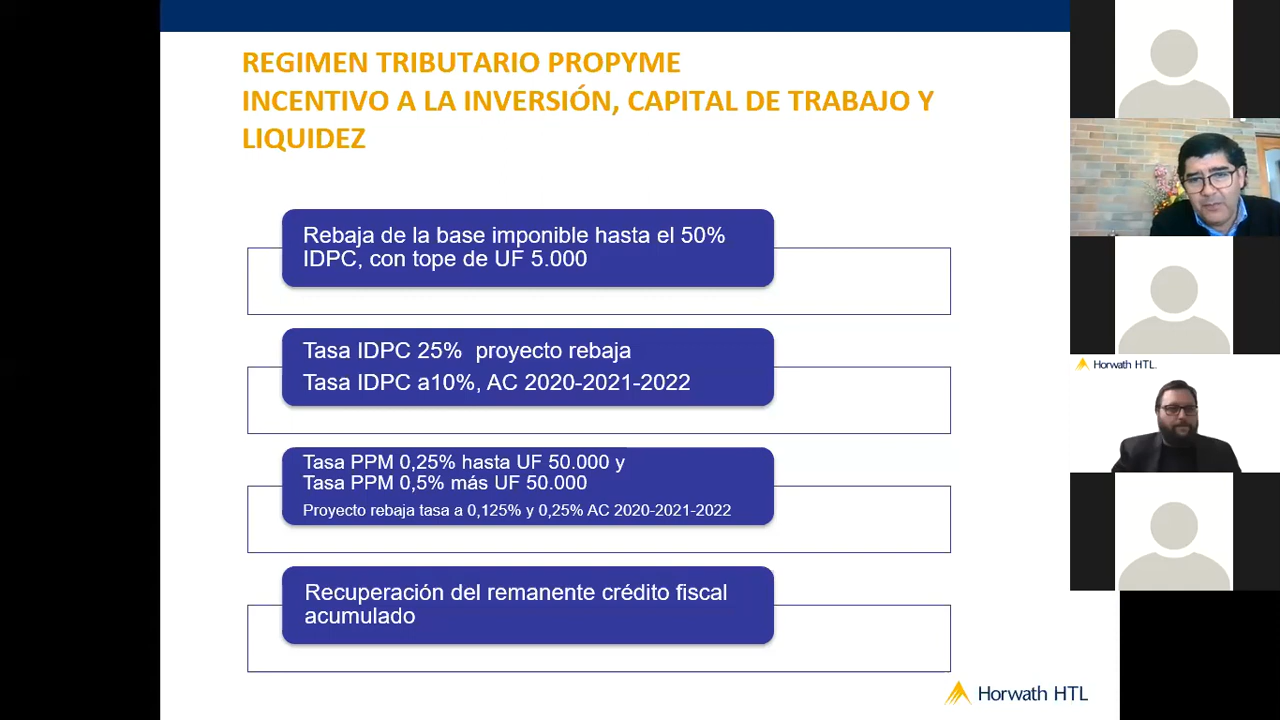 REGIMEN TRIBUTARIO PROPYME
INCENTIVO A LA INVERSIÓN, CAPITAL DE TRABAJO Y
LIQUIDEZ
Rebaja de la base imponible hasta el 50%
IDPC, con tope de UF 5.000
Tasa IDPC 25% proyecto rebaja
Tasa IDPC a10%, AC 2020-2021-2022
Tasa PPM 0,25% hasta UF 50.000 y
Tasa PPM 0,5% más UF 50.000
Proyecto rebaja tasa a 0,125% y 0,25% AC 2020-2021-2022
Recuperación del remanente crédito fiscal
acumulado
Horwath HTL
Horwath HTL.